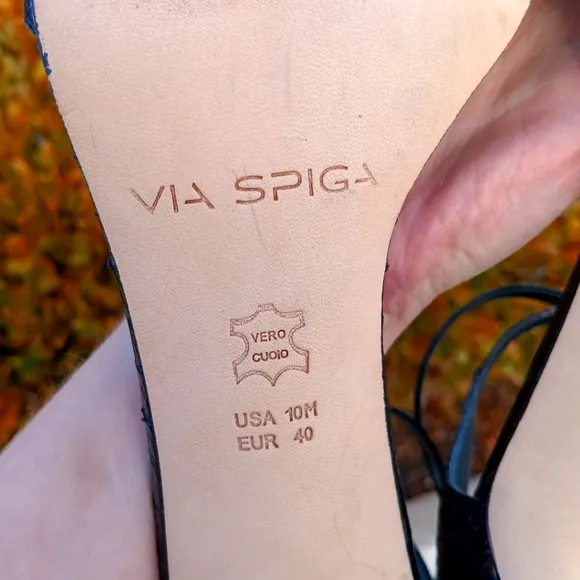 VIA SPIGA
VERO
CUOIO
USA 10M
EUR 40